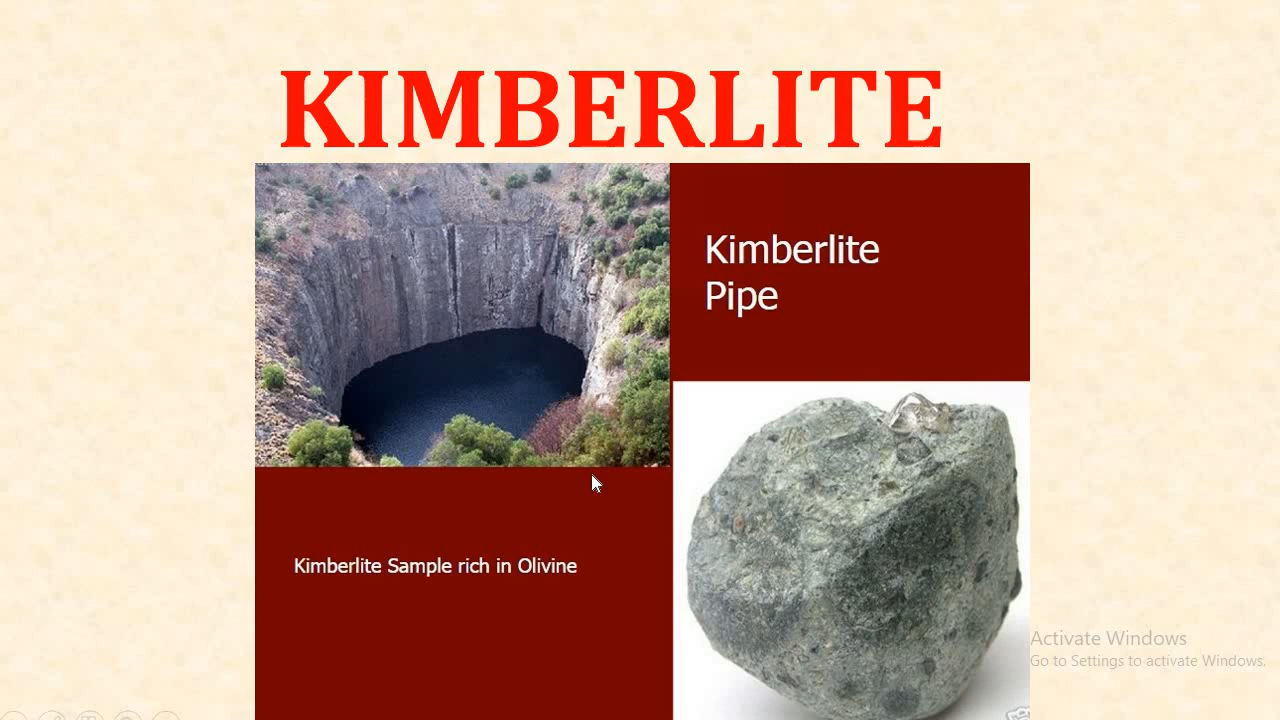 KIMBERLITE
Kimberlite
Pipe
Kimberlite Sample rich in Olivine
Activate Windows
Go to Settings to activate Windows.